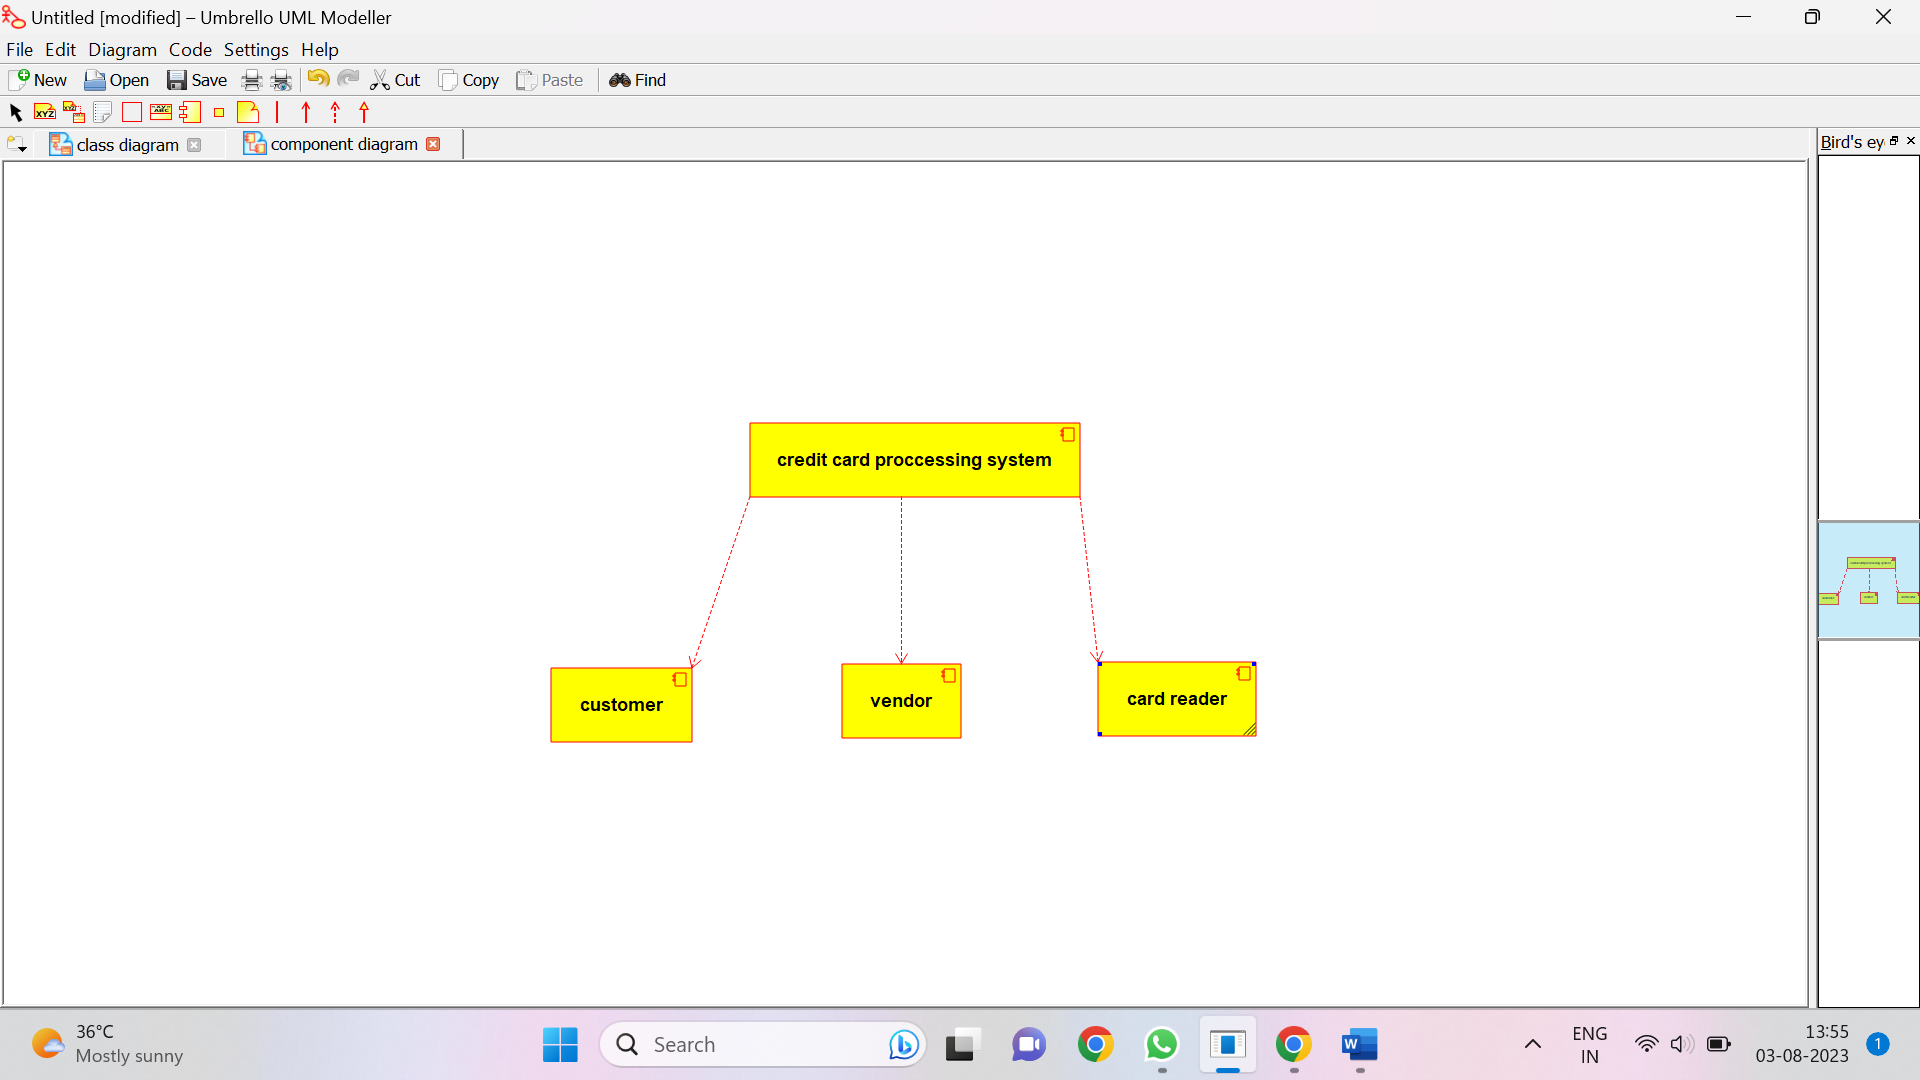 Untitled [modified] – Umbrello UML Modeller
File Edit Diagram Code Settings Help
New Open Save Cut Copy Paste Find
class diagram component diagram
Bird's ey
credit card proccessing system
customer
vendor
card reader
36°C
Mostly sunny
Search
ENG
IN
13:55
03-08-2023
1